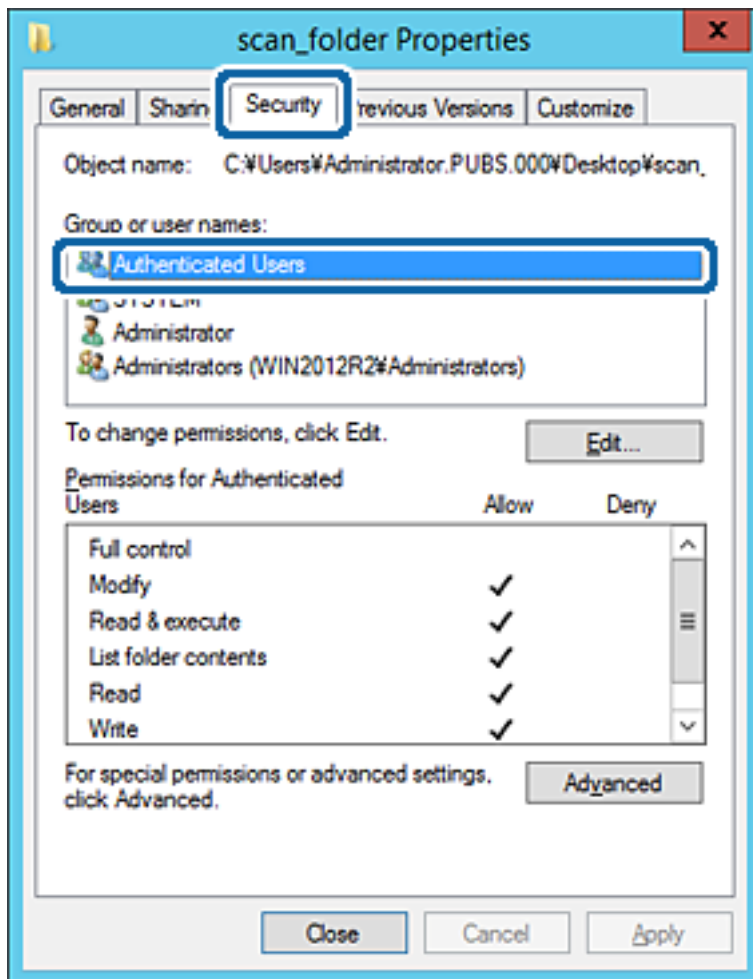 scan_folder Properties
General
Security
Previous Versions
Customize
Object name: C:¥Users¥Administrator.PUBS.000¥Desktop¥scan_
Group or user names:
Authenticated Users
SYSTEM
Administrator
Administrators (WIN2012R2¥Administrators)
To change permissions, click Edit.
Edit...
Permissions for Authenticated
Users
Allow
Deny
Full control
Modify
Read & execute
List folder contents
Read
Write
For special permissions or advanced settings,
click Advanced.
Advanced
Close
Cancel
Apply